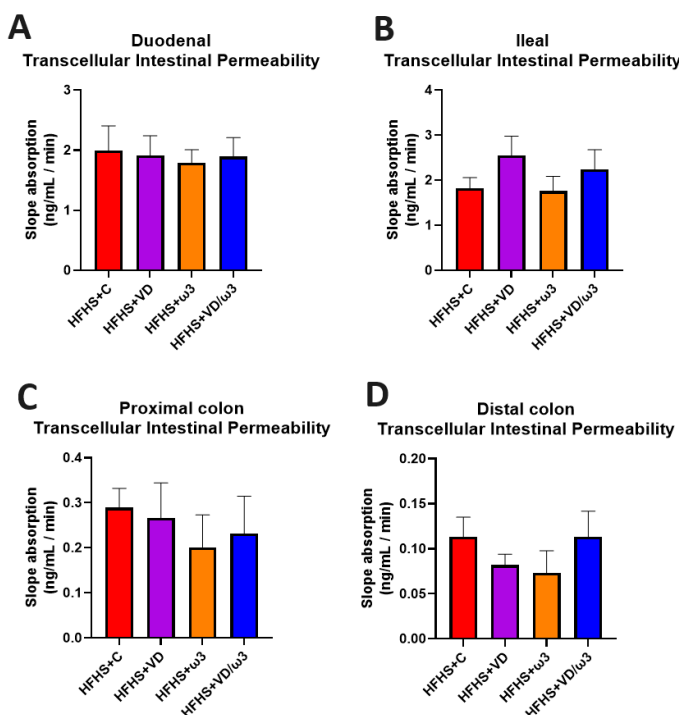 A
Duodenal
Transcellular Intestinal Permeability
Slope absorption
(ng/mL / min)
3
2
1
0
HFHS+C
HFHS+VD
HFHS+ω3
HFHS+VD/ω3
B
Ileal
Transcellular Intestinal Permeability
Slope absorption
(ng/mL / min)
4
3
2
1
0
HFHS+C
HFHS+VD
HFHS+ω3
HFHS+VD/ω3
C
Proximal colon
Transcellular Intestinal Permeability
Slope absorption
(ng/mL / min)
0.4
0.3
0.2
0.1
0.0
HFHS+C
HFHS+VD
HFHS+ω3
HFHS+VD/ω3
D
Distal colon
Transcellular Intestinal Permeability
Slope absorption
(ng/mL / min)
0.20
0.15
0.10
0.05
0.00
HFHS+C
HFHS+VD
HFHS+ω3
HFHS+VD/ω3